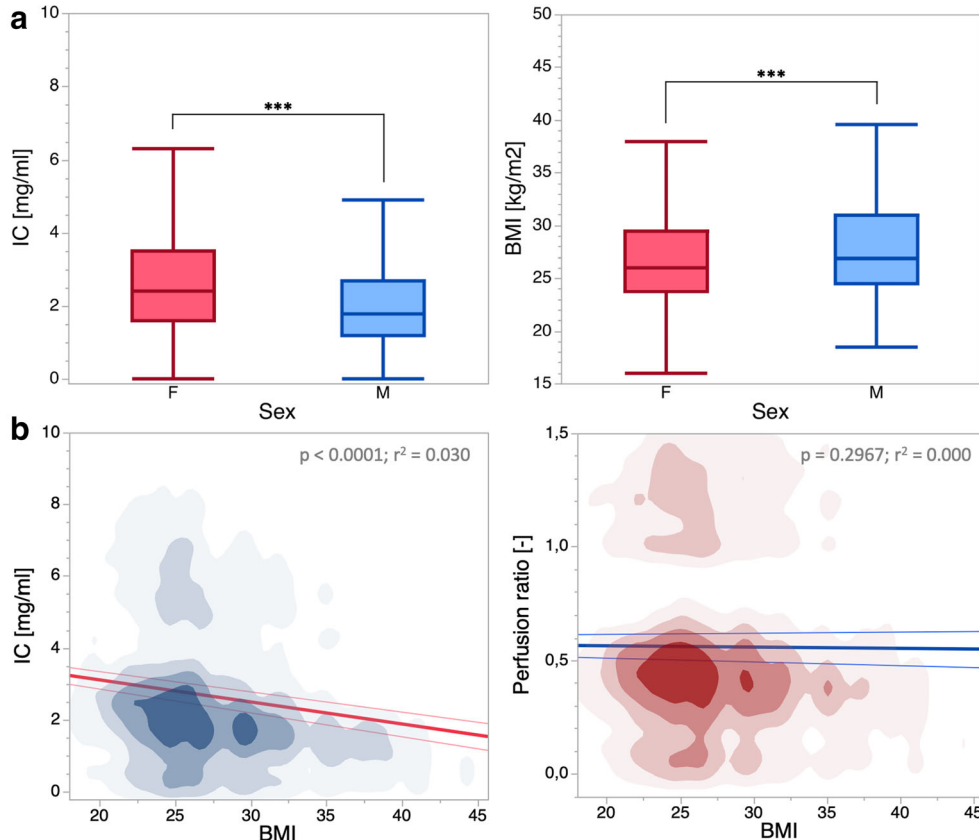 a
IC [mg/ml]
10
8
6
4
2
0
***
F
M
Sex
BMI [kg/m2]
50
45
40
35
30
25
20
15
***
F
M
Sex
b
IC [mg/ml]
10
8
6
4
2
0
p < 0.0001; r² = 0.030
20 25 30 35 40 45
BMI
Perfusion ratio [-]
1,5
1,0
0,5
0,0
p = 0.2967; r² = 0.000
20 25 30 35 40 45
BMI